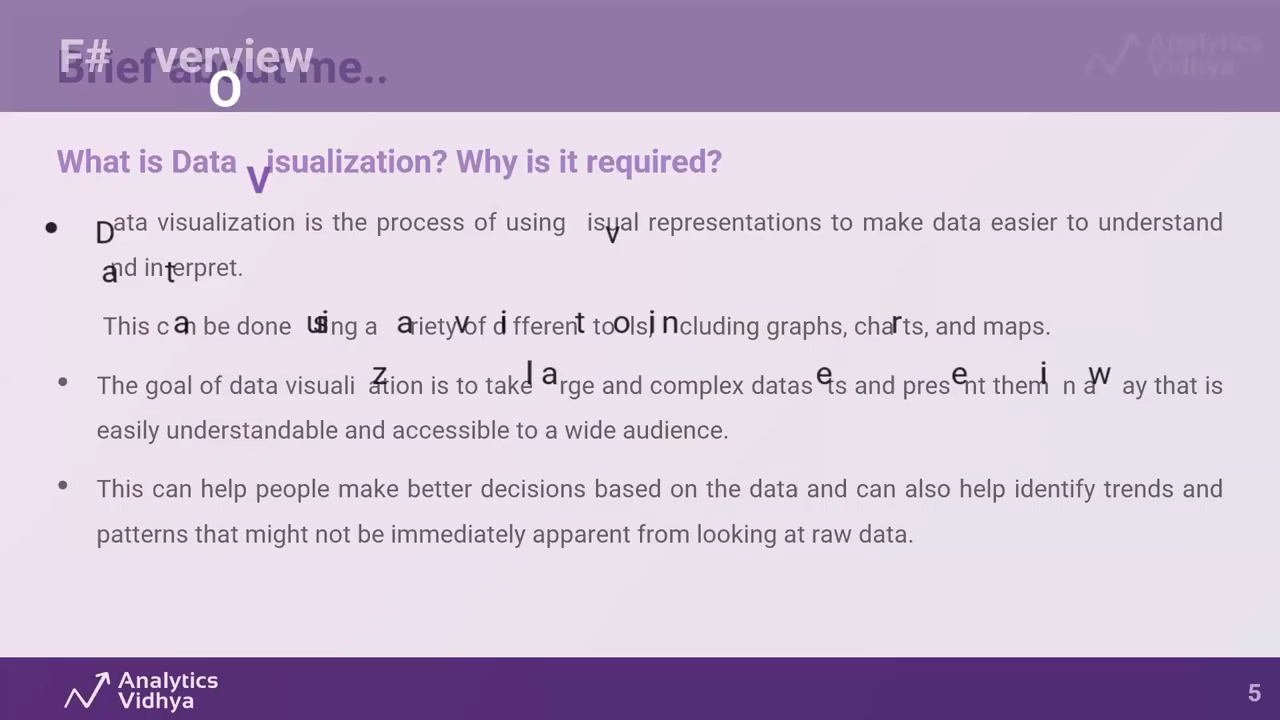 F# Overview
Brief about me..
Analytics
Vidhya
What is Data Visualization? Why is it required?
• Data visualization is the process of using visual representations to make data easier to understand
and interpret.
This can be done using a variety of different tools, including graphs, charts, and maps.
• The goal of data visualization is to take large and complex datasets and present them in a way that is
easily understandable and accessible to a wide audience.
• This can help people make better decisions based on the data and can also help identify trends and
patterns that might not be immediately apparent from looking at raw data.
Analytics
Vidhya
5